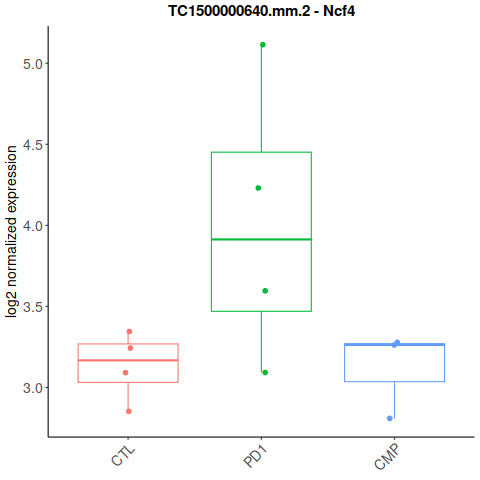 TC1500000640.mm.2 - Ncf4
log2 normalized expression
5.0
4.5
4.0
3.5
3.0
CTL
PD1
CMP